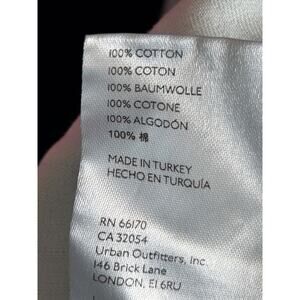 100% COTTON
100% COTON
100% BAUMWOLLE
100% COTONE
100% ALGODÓN
100% 棉
MADE IN TURKEY
HECHO EN TURQUÍA
RN 66170
CA 32054
Urban Outfitters, Inc.
146 Brick Lane
LONDON, E1 6RU